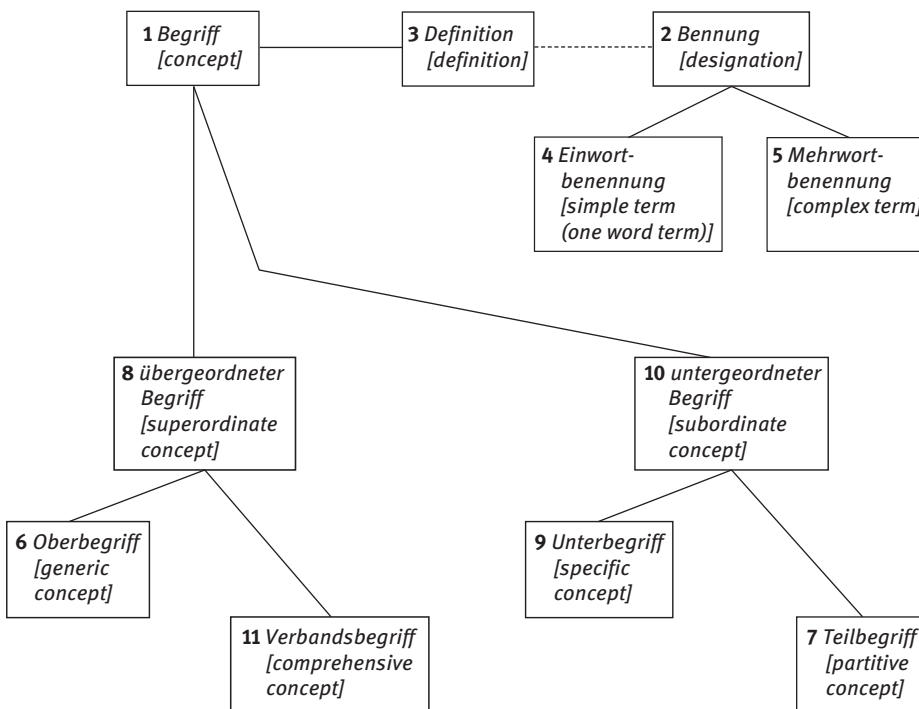 1 Begriff
[concept]
3 Definition
[definition]
2 Bennung
[designation]
4 Einwort-
benennung
[simple term
(one word term)]
5 Mehrwort-
benennung
[complex term]
8 übergeordneter
Begriff
[superordinate
concept]
10 untergeordneter
Begriff
[subordinate
concept]
6 Oberbegriff
[generic
concept]
9 Unterbegriff
[specific
concept]
11 Verbandsbegriff
[comprehensive
concept]
7 Teilbegriff
[partitive
concept]